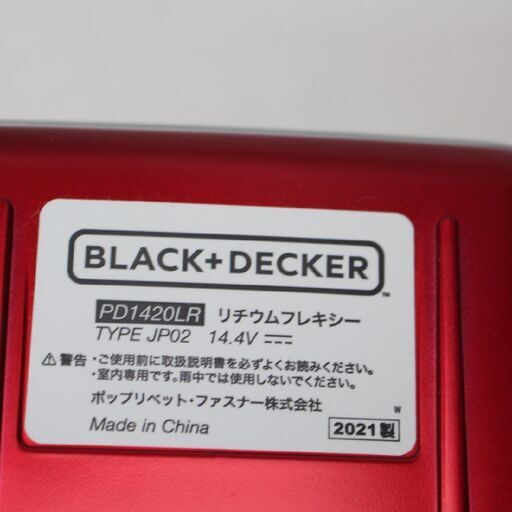 BLACK+DECKER™
PD1420LR リチウムフレキシー
TYPE JP02 14.4V ⎓
⚠警告・ご使用前に取扱説明書を必ずよくお読みください。
・室内専用です。雨中では使用しないでください。
ポップリベット・ファスナー株式会社
W
Made in China 2021製